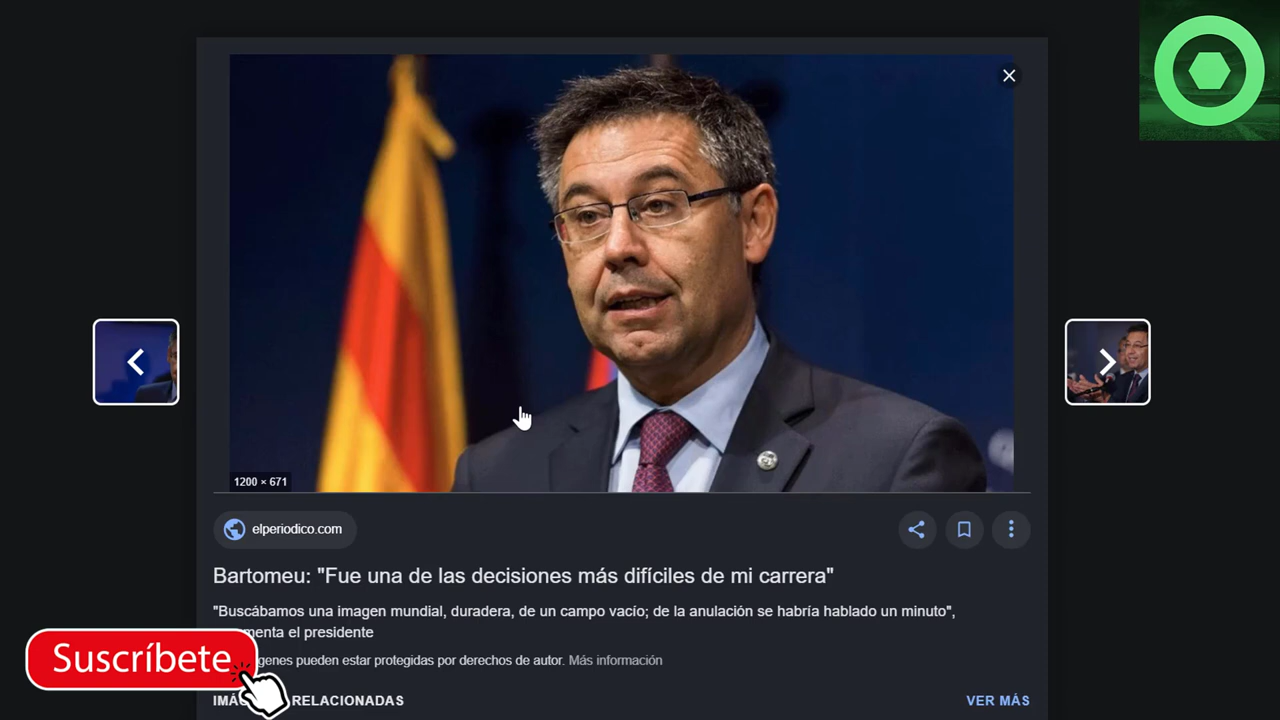 1200 × 671
elperiodico.com
Bartomeu: "Fue una de las decisiones más difíciles de mi carrera"
"Buscábamos una imagen mundial, duradera, de un campo vacío; de la anulación se habría hablado un minuto",
menta el presidente
genes pueden estar protegidas por derechos de autor. Más información
Suscríbete
IMÁ RELACIONADAS
VER MÁS